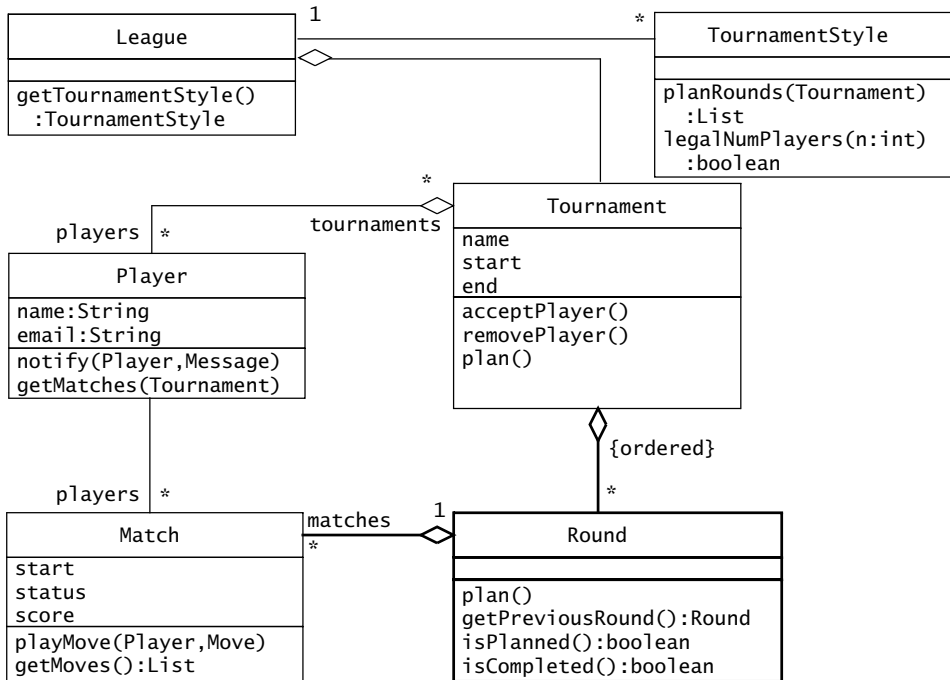 1
League
*
TournamentStyle
getTournamentStyle()
:TournamentStyle
planRounds(Tournament)
:List
legalNumPlayers(n:int)
:boolean
*
tournaments
Tournament
name
start
end
acceptPlayer()
removePlayer()
plan()
players *
Player
name:String
email:String
notify(Player,Message)
getMatches(Tournament)
{ordered}
*
players *
Match
start
status
score
playMove(Player,Move)
getMoves():List
matches
*
1
Round
plan()
getPreviousRound():Round
isPlanned():boolean
isCompleted():boolean